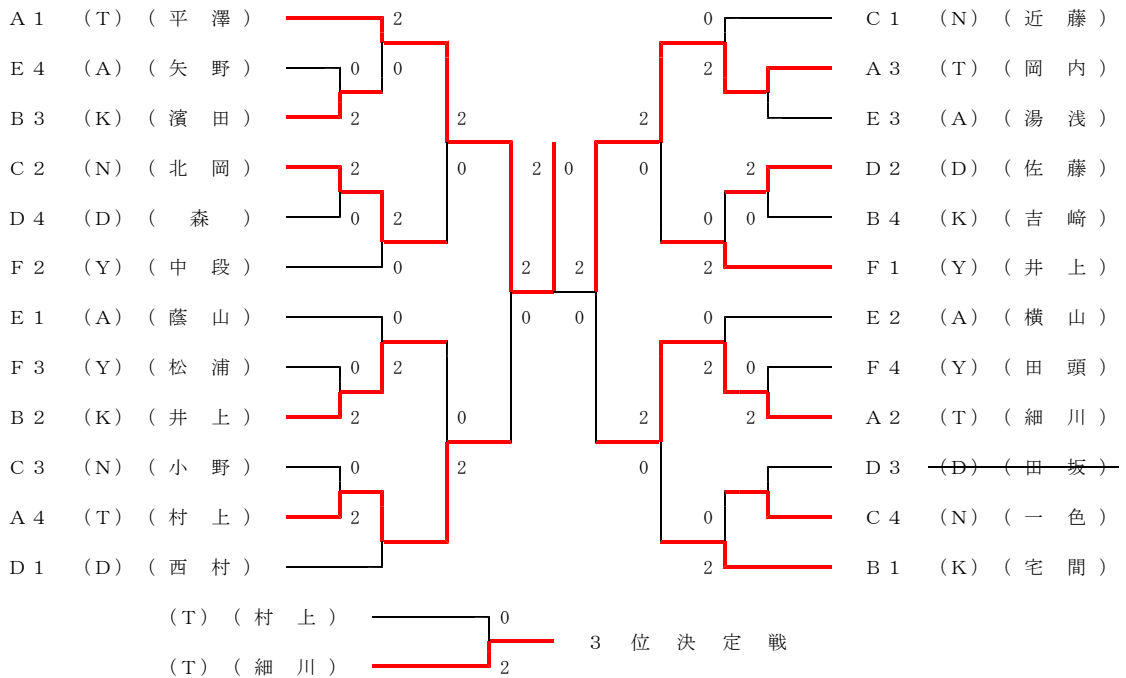 A1 (T) (平 澤) 2 0 C1 (N) (近 藤)
E4 (A) (矢 野) 0 0 2 A3 (T) (岡 内)
B3 (K) (濱 田) 2 2 2 E3 (A) (湯 浅)
C2 (N) (北 岡) 2 0 2 0 0 2 D2 (D) (佐 藤)
D4 (D) (森) 0 2 0 0 B4 (K) (吉 﨑)
F2 (Y) (中 段) 0 2 2 2 F1 (Y) (井 上)
E1 (A) (蔭 山) 0 0 0 0 E2 (A) (横 山)
F3 (Y) (松 浦) 0 2 2 0 F4 (Y) (田 頭)
B2 (K) (井 上) 2 0 2 2 A2 (T) (細 川)
C3 (N) (小 野) 0 2 0 D3 (D) (田 坂)
A4 (T) (村 上) 2 0 C4 (N) (一 色)
D1 (D) (西 村) 2 B1 (K) (宅 間)
(T) (村 上) 0
3 位 決 定 戦
(T) (細 川) 2